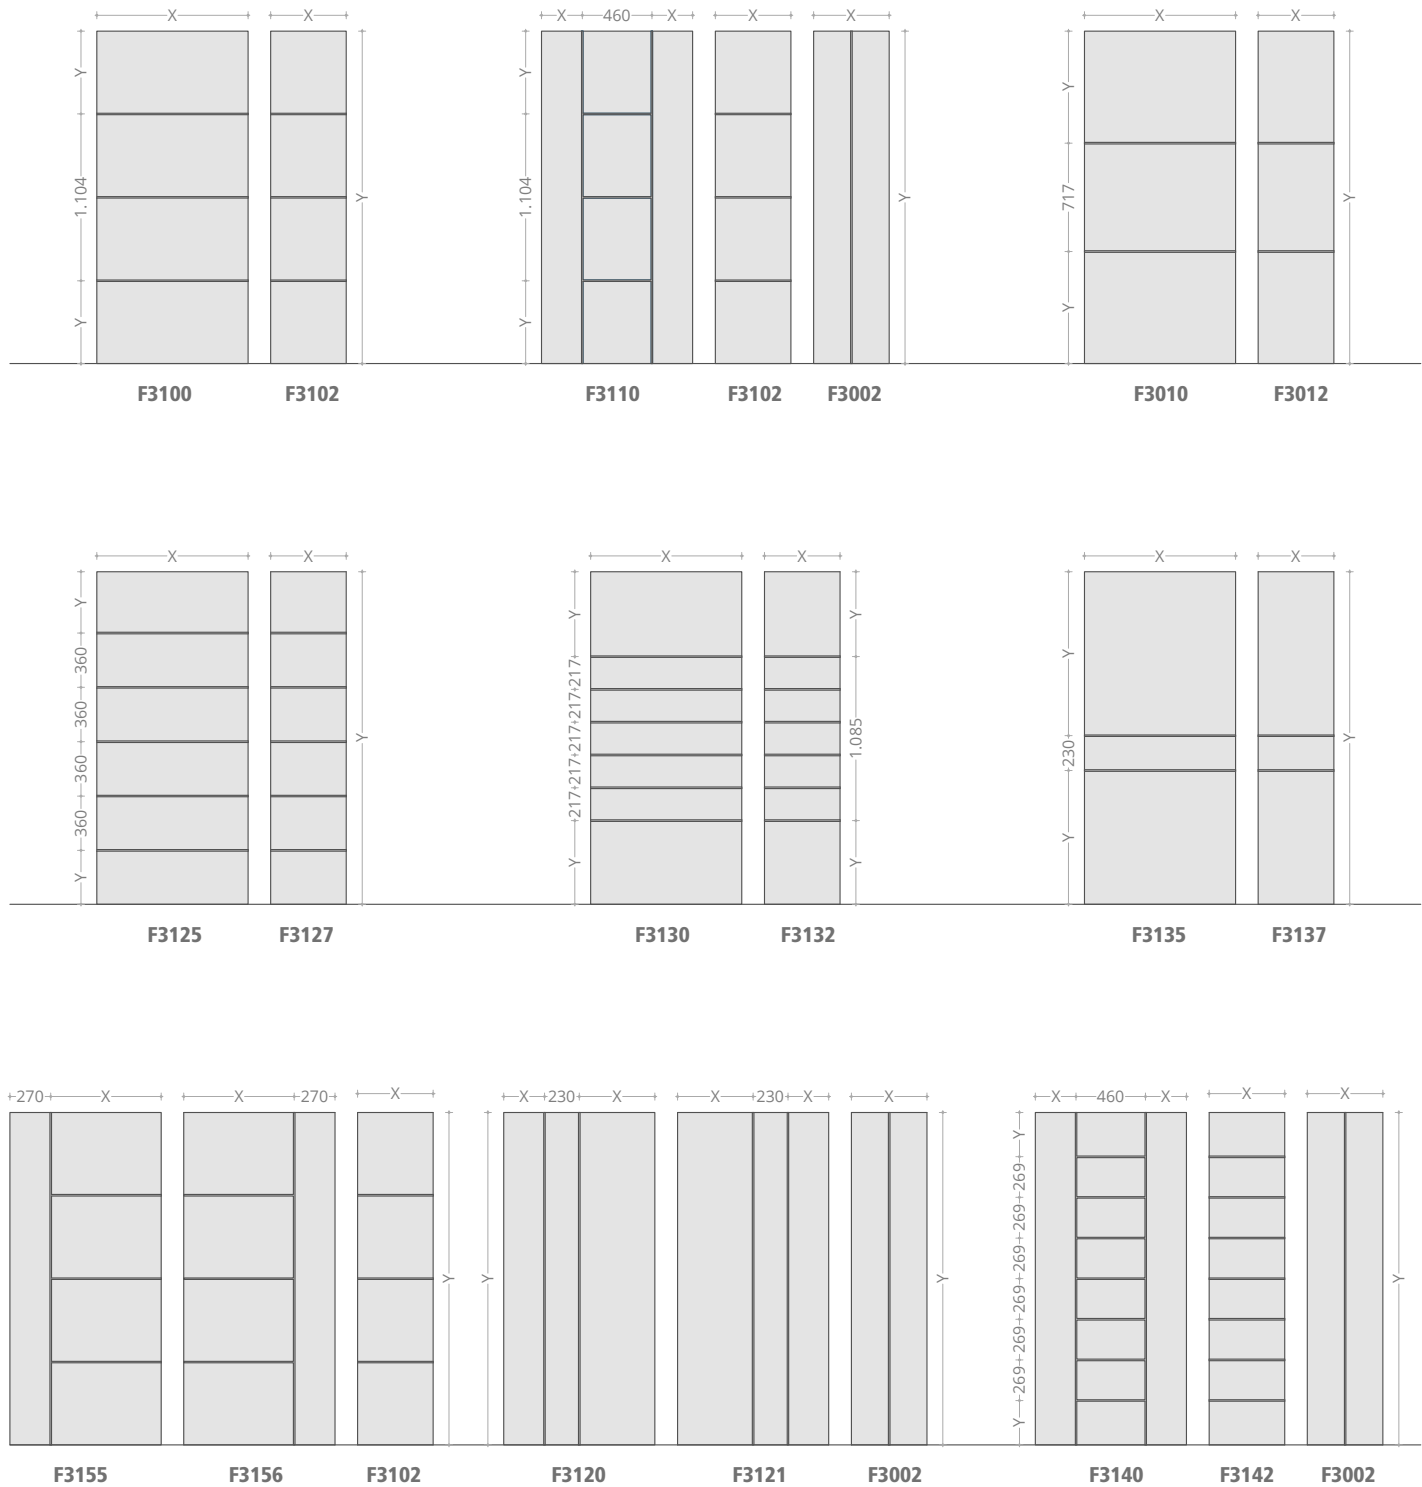 X X X 460 X X X X X
Y 1.104 Y Y Y 1.104 Y Y Y 717 Y Y
F3100 F3102 F3110 F3102 F3002 F3010 F3012
X X X X X X
Y 360 360 360 360 Y Y Y 217 217 217 217 217 Y Y 1.085 Y Y 230 Y Y
F3125 F3127 F3130 F3132 F3135 F3137
270 X X 270 X X 230 X X 230 X X X 460 X X X
Y Y Y Y 269 269 269 269 269 269 Y Y
F3155 F3156 F3102 F3120 F3121 F3002 F3140 F3142 F3002